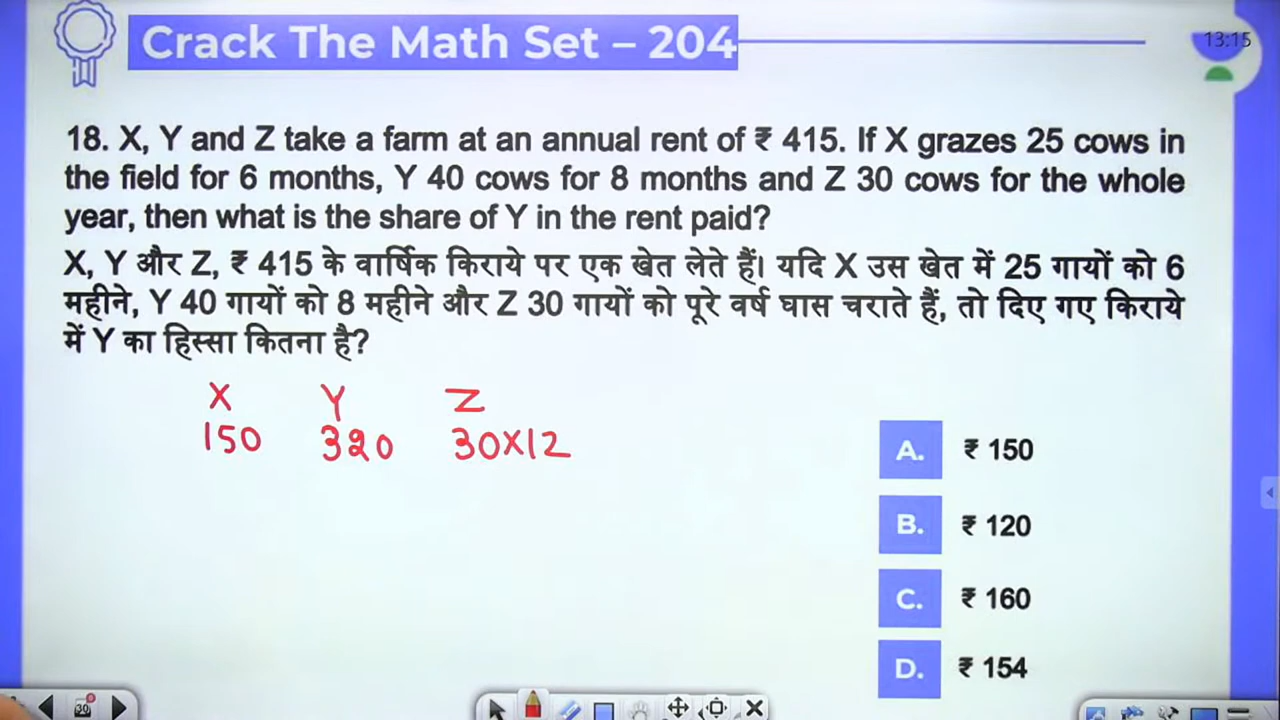 Crack The Math Set – 204
13:15
18. X, Y and Z take a farm at an annual rent of ₹ 415. If X grazes 25 cows in
the field for 6 months, Y 40 cows for 8 months and Z 30 cows for the whole
year, then what is the share of Y in the rent paid?
X, Y और Z, ₹ 415 के वार्षिक किराये पर एक खेत लेते हैं। यदि X उस खेत में 25 गायों को 6
महीने, Y 40 गायों को 8 महीने और Z 30 गायों को पूरे वर्ष घास चराते हैं, तो दिए गए किराये
में Y का हिस्सा कितना है?
X Y Z
150 320 30X12
A. ₹ 150
B. ₹ 120
C. ₹ 160
D. ₹ 154
30